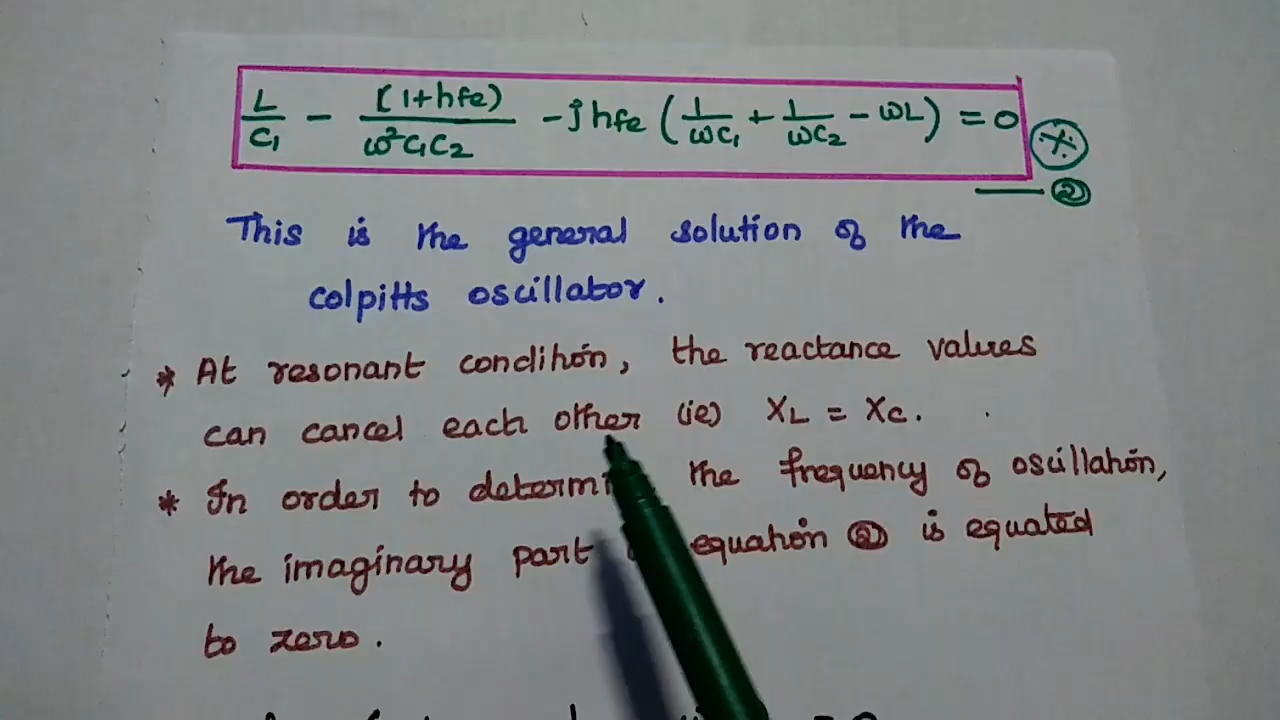 L/C₁ − (1+hfe)/ω²C₁C₂ −jhfe (1/ωC₁ + 1/ωC₂ − ωL) = 0
②
This is the general solution of the
colpitts oscillator.
* At resonant condition, the reactance values
can cancel each other (ie) XL = XC.
* In order to the frequency of oscillation,
the imaginary part equation ② is equated
to zero.